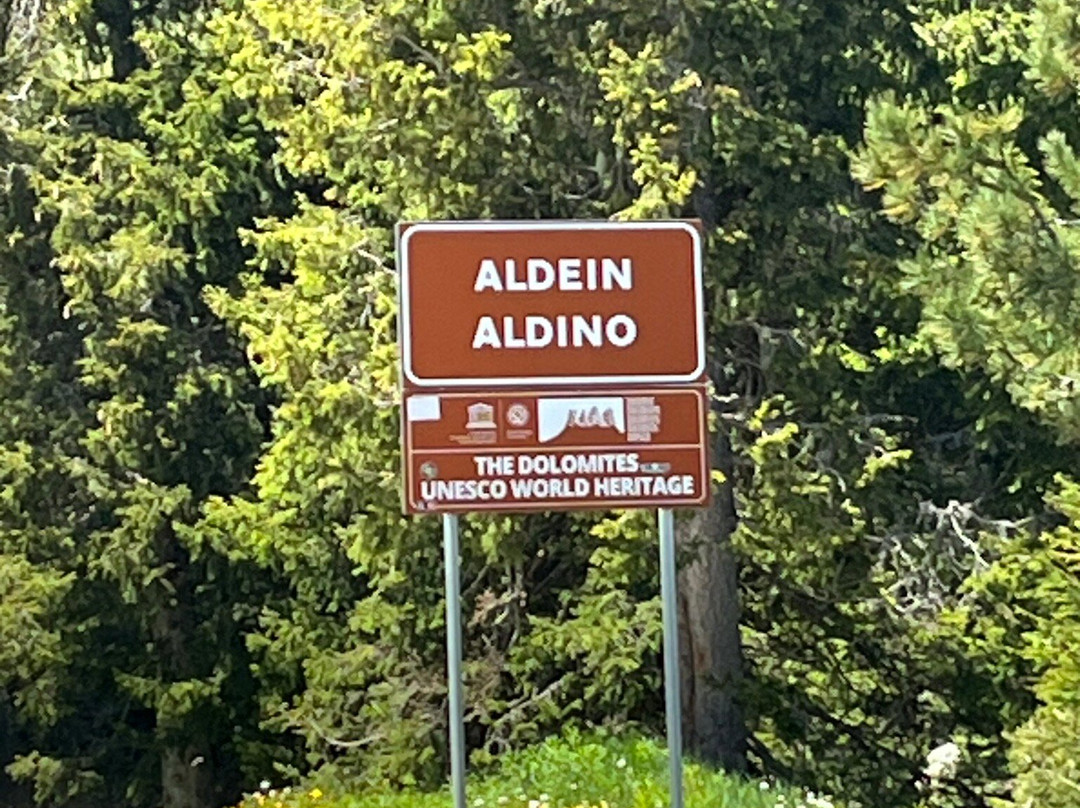 ALDEIN
ALDINO
THE DOLOMITES
UNESCO WORLD HERITAGE